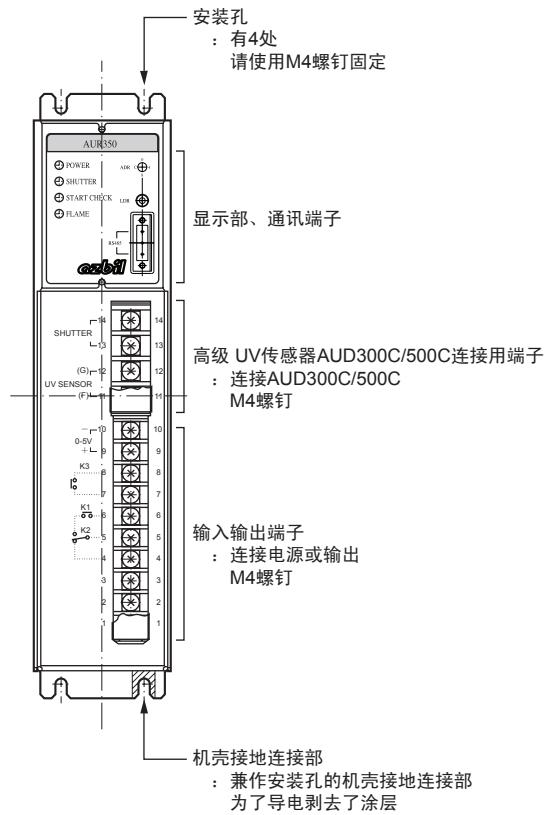 安装孔
： 有4处
请使用M4螺钉固定
AUR350
POWER
SHUTTER
START CHECK
FLAME
ADR
LDR
RS485
azbil
显示部、通讯端子
SHUTTER
(G)
UV SENSOR
(F)
14 14
13 13
12 12
11 11
高级 UV传感器AUD300C/500C连接用端子
： 连接AUD300C/500C
M4螺钉
－ 10 10
0-5V
＋ 9 9
K3
8 8
7 7
K1
6 6
K2
5 5
4 4
3 3
2 2
1 1
输入输出端子
： 连接电源或输出
M4螺钉
机壳接地连接部
： 兼作安装孔的机壳接地连接部
为了导电剥去了涂层